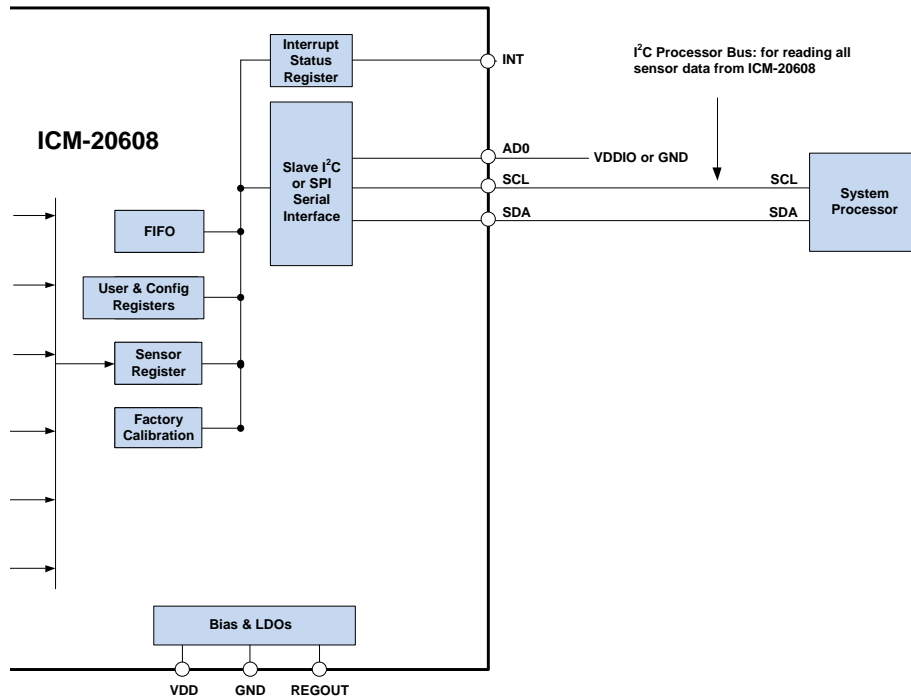 Interrupt
Status
Register
INT
I²C Processor Bus: for reading all
sensor data from ICM-20608
ICM-20608
Slave I²C
or SPI
Serial
Interface
AD0
VDDIO or GND
SCL
SCL
SDA
SDA
System
Processor
FIFO
User & Config
Registers
Sensor
Register
Factory
Calibration
Bias & LDOs
VDD
GND
REGOUT